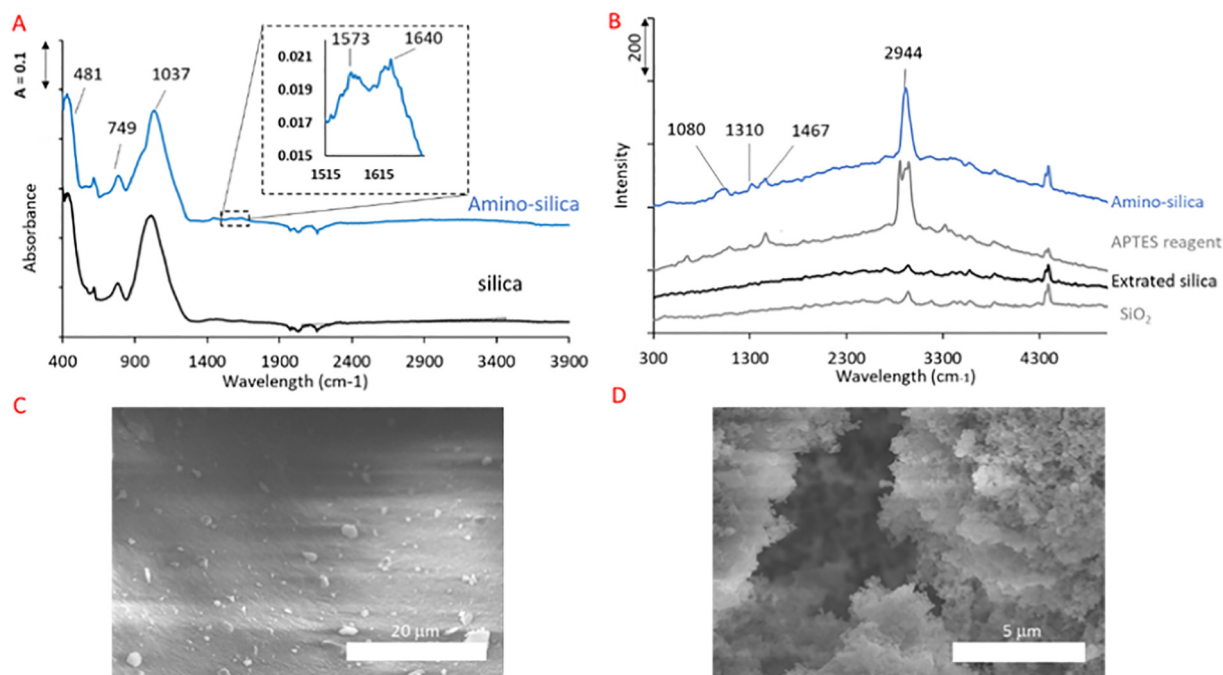 A
A = 0.1
Absorbance
481
749
1037
0.021
0.019
0.017
0.015
1573
1640
1515
1615
Amino-silica
silica
400
900
1400
1900
2400
2900
3400
3900
Wavelength (cm-1)
B
200
Intensity
1080
1310
1467
2944
Amino-silica
APTES reagent
Extrated silica
SiO₂
300
1300
2300
3300
4300
Wavelength (cm-1)
C
20 μm
D
5 μm